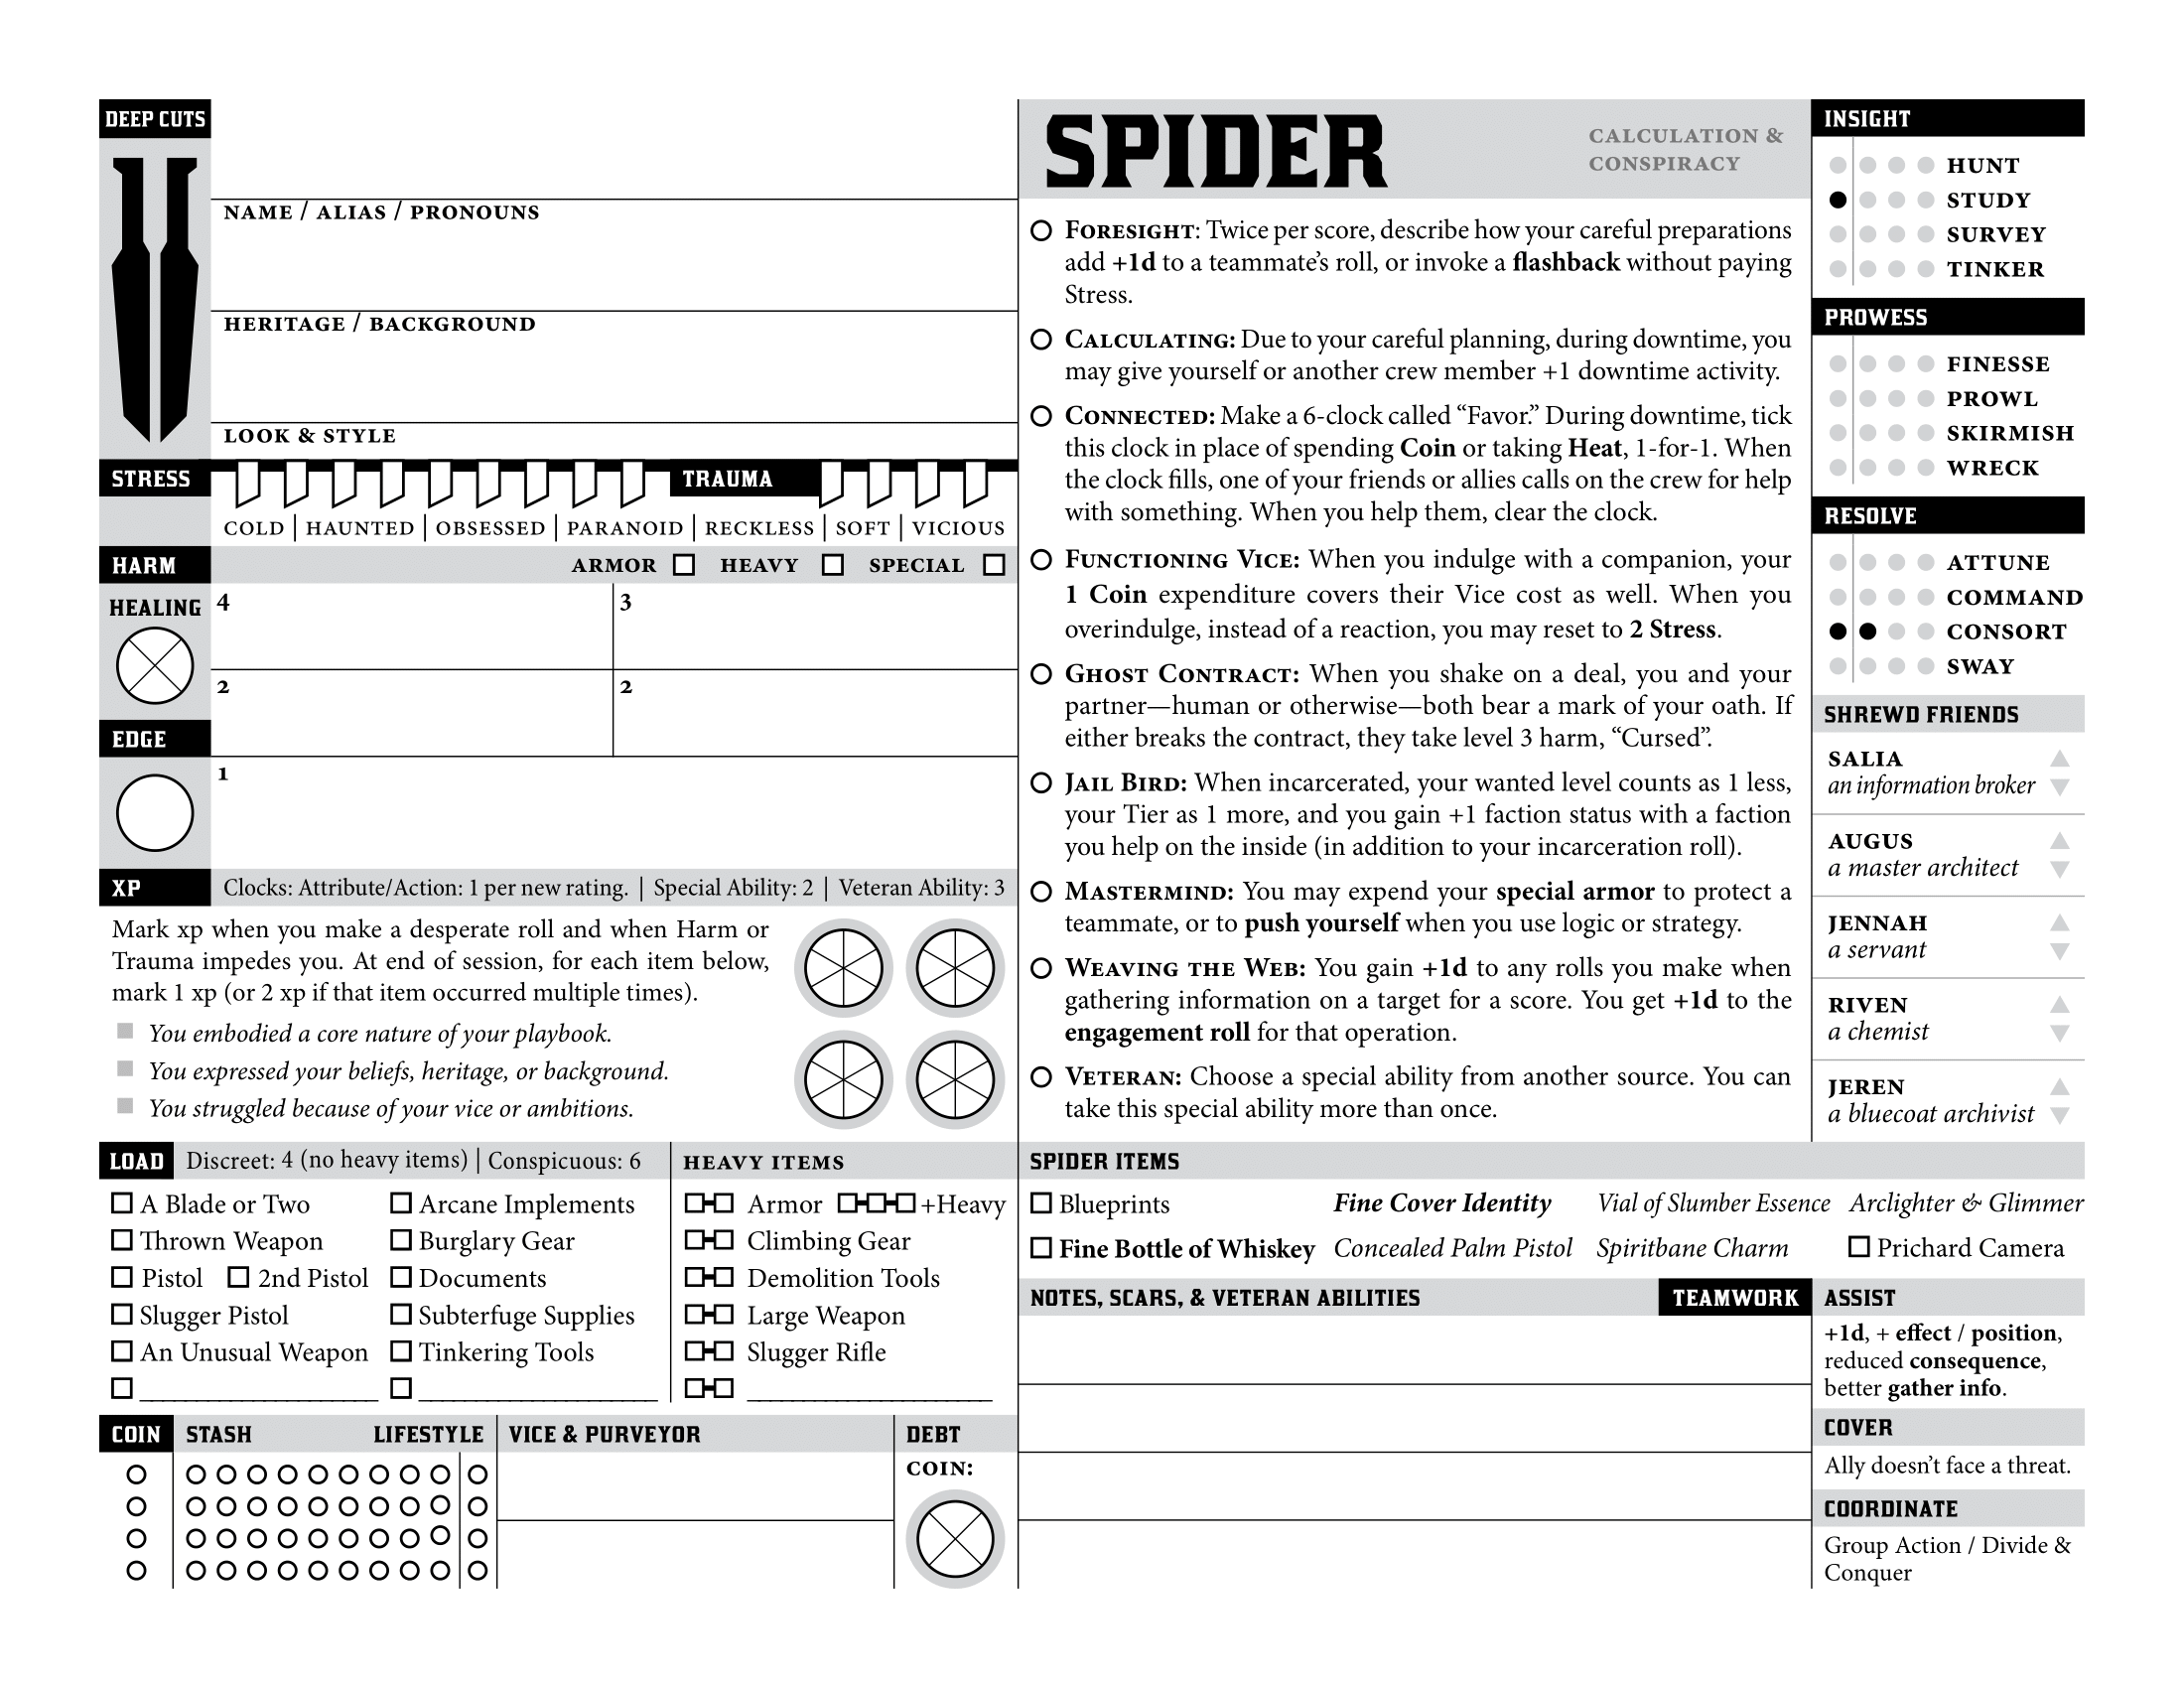 DEEP CUTS
NAME / ALIAS / PRONOUNS
HERITAGE / BACKGROUND
LOOK & STYLE
STRESS
TRAUMA
COLD | HAUNTED | OBSESSED | PARANOID | RECKLESS | SOFT | VICIOUS
HARM
ARMOR HEAVY SPECIAL
HEALING
4
3
2
2
EDGE
1
XP
Clocks: Attribute/Action: 1 per new rating. | Special Ability: 2 | Veteran Ability: 3
Mark xp when you make a desperate roll and when Harm or
Trauma impedes you. At end of session, for each item below,
mark 1 xp (or 2 xp if that item occurred multiple times).
You embodied a core nature of your playbook.
You expressed your beliefs, heritage, or background.
You struggled because of your vice or ambitions.
LOAD
Discreet: 4 (no heavy items) | Conspicuous: 6
A Blade or Two
Thrown Weapon
Pistol 2nd Pistol
Slugger Pistol
An Unusual Weapon
Arcane Implements
Burglary Gear
Documents
Subterfuge Supplies
Tinkering Tools
HEAVY ITEMS
Armor +Heavy
Climbing Gear
Demolition Tools
Large Weapon
Slugger Rifle
COIN
STASH
LIFESTYLE
VICE & PURVEYOR
DEBT
COIN:
SPIDER
CALCULATION &
CONSPIRACY
FORESIGHT: Twice per score, describe how your careful preparations
add +1d to a teammate's roll, or invoke a flashback without paying
Stress.
CALCULATING: Due to your careful planning, during downtime, you
may give yourself or another crew member +1 downtime activity.
CONNECTED: Make a 6-clock called “Favor.” During downtime, tick
this clock in place of spending Coin or taking Heat, 1-for-1. When
the clock fills, one of your friends or allies calls on the crew for help
with something. When you help them, clear the clock.
FUNCTIONING VICE: When you indulge with a companion, your
1 Coin expenditure covers their Vice cost as well. When you
overindulge, instead of a reaction, you may reset to 2 Stress.
GHOST CONTRACT: When you shake on a deal, you and your
partner—human or otherwise—both bear a mark of your oath. If
either breaks the contract, they take level 3 harm, “Cursed”.
JAIL BIRD: When incarcerated, your wanted level counts as 1 less,
your Tier as 1 more, and you gain +1 faction status with a faction
you help on the inside (in addition to your incarceration roll).
MASTERMIND: You may expend your special armor to protect a
teammate, or to push yourself when you use logic or strategy.
WEAVING THE WEB: You gain +1d to any rolls you make when
gathering information on a target for a score. You get +1d to the
engagement roll for that operation.
VETERAN: Choose a special ability from another source. You can
take this special ability more than once.
INSIGHT
HUNT
STUDY
SURVEY
TINKER
PROWESS
FINESSE
PROWL
SKIRMISH
WRECK
RESOLVE
ATTUNE
COMMAND
CONSORT
SWAY
SHREWD FRIENDS
SALIA
an information broker
AUGUS
a master architect
JENNAH
a servant
RIVEN
a chemist
JEREN
a bluecoat archivist
SPIDER ITEMS
Blueprints Fine Cover Identity Vial of Slumber Essence Arclighter & Glimmer
Fine Bottle of Whiskey Concealed Palm Pistol Spiritbane Charm Prichard Camera
NOTES, SCARS, & VETERAN ABILITIES
TEAMWORK
ASSIST
+1d, + effect / position,
reduced consequence,
better gather info.
COVER
Ally doesn't face a threat.
COORDINATE
Group Action / Divide &
Conquer